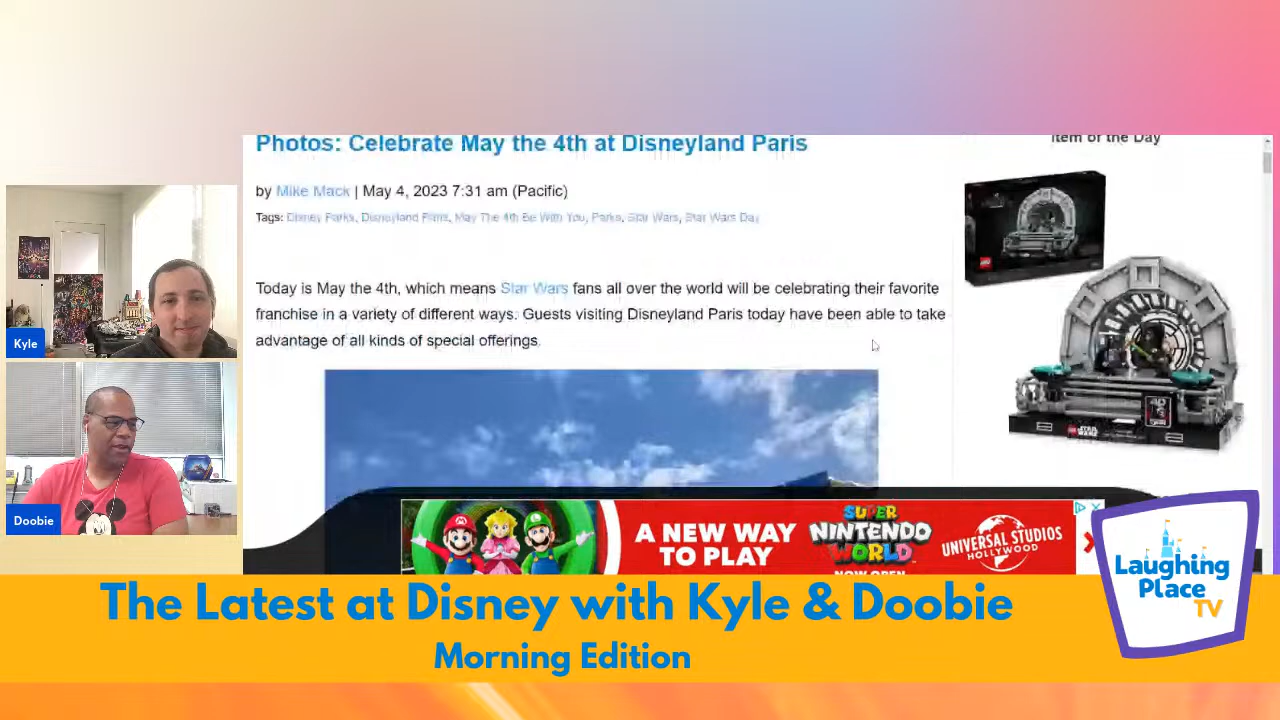 Photos: Celebrate May the 4th at Disneyland Paris
by Mike Mack | May 4, 2023 7:31 am (Pacific)
Tags: Disney Parks, Disneyland Paris, May The 4th Be With You, Parks, Star Wars, Star Wars Day
Today is May the 4th, which means Star Wars fans all over the world will be celebrating their favorite
franchise in a variety of different ways. Guests visiting Disneyland Paris today have been able to take
advantage of all kinds of special offerings.
Item of the Day
LEGO
STAR WARS
Kyle
Doobie
A NEW WAY
TO PLAY
SUPER
NINTENDO
WORLD
NOW OPEN
UNIVERSAL STUDIOS
HOLLYWOOD
The Latest at Disney with Kyle & Doobie
Morning Edition
Laughing
Place
TV